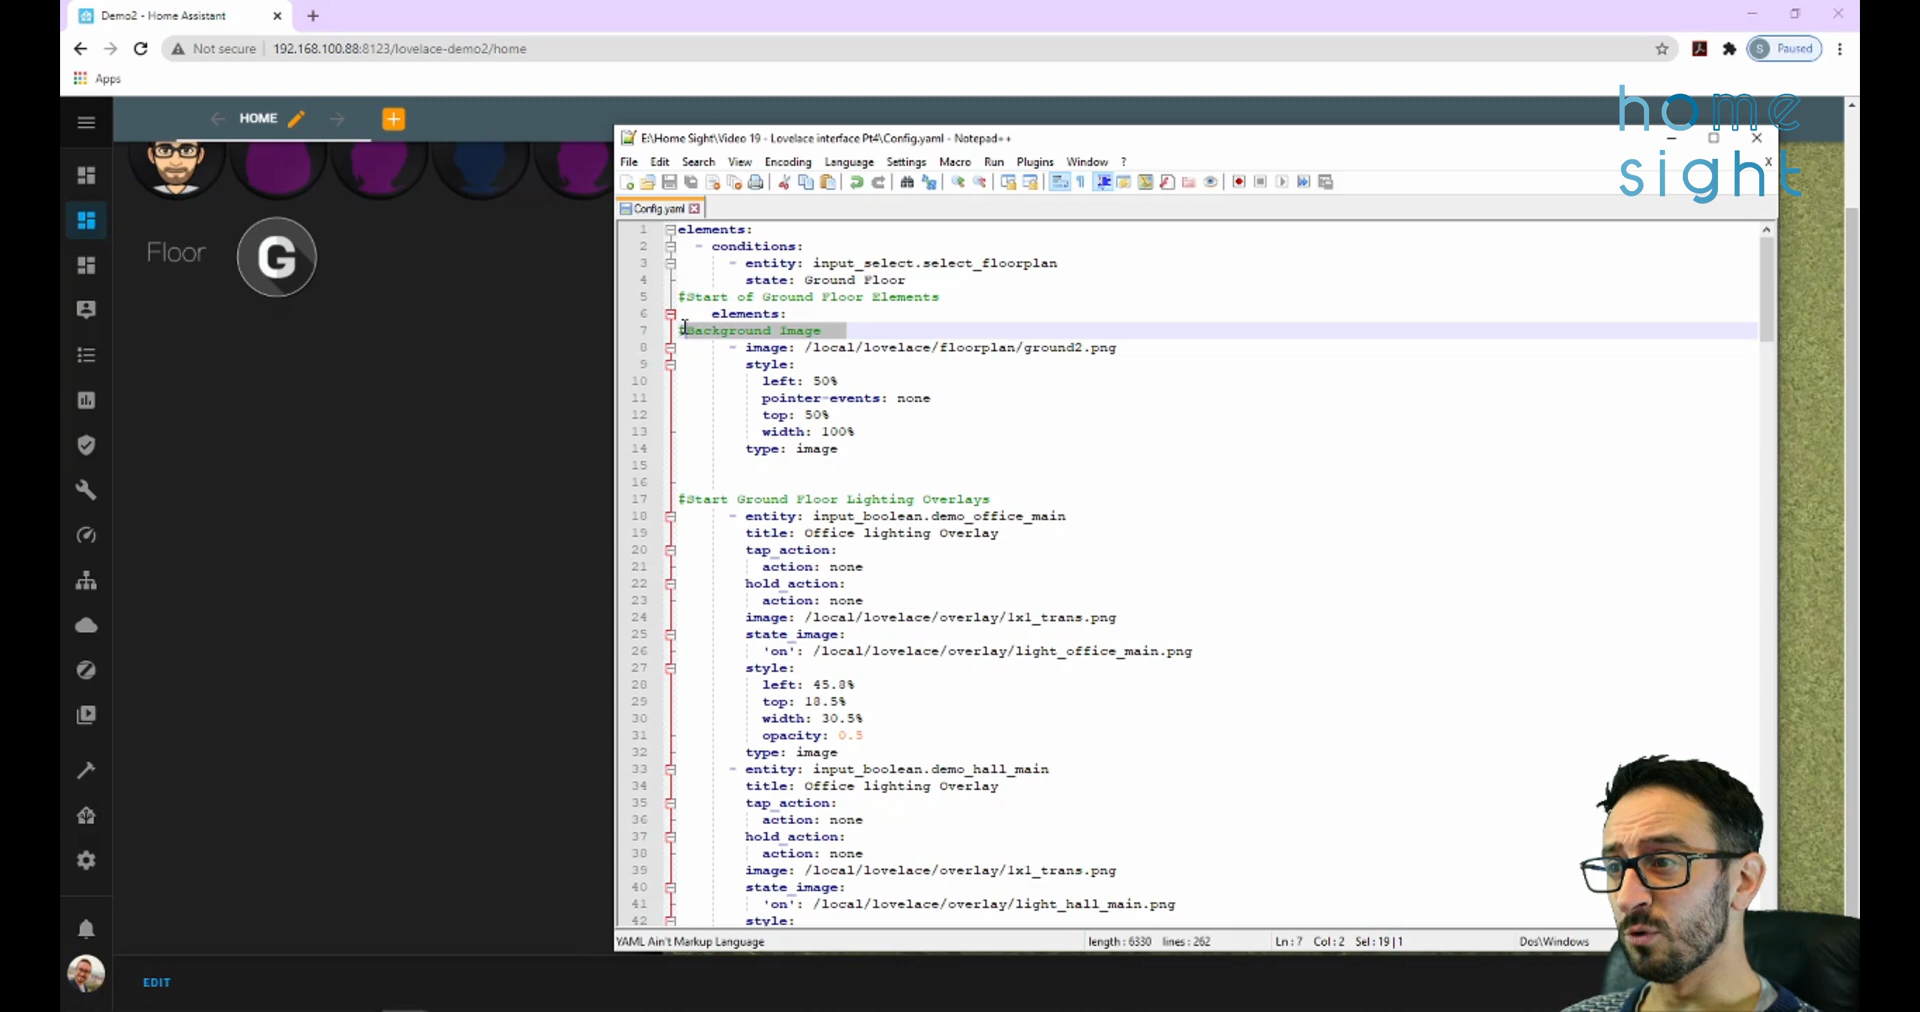 Demo2 - Home Assistant
Not secure 192.168.100.88:8123/lovelace-demo2/home
S Paused
Apps
HOME
home
sight
E:\Home Sight\Video 19 - Lovelace interface Pt4\Config.yaml - Notepad++
File Edit Search View Encoding Language Settings Macro Run Plugins Window ? X
Config.yaml
Floor G
1 elements:
2 - conditions:
3 - entity: input_select.select_floorplan
4 state: Ground Floor
5 #Start of Ground Floor Elements
6 elements:
7 #Background Image
8 - image: /local/lovelace/floorplan/ground2.png
9 style:
10 left: 50%
11 pointer-events: none
12 top: 50%
13 width: 100%
14 type: image
15
16
17 #Start Ground Floor Lighting Overlays
18 - entity: input_boolean.demo_office_main
19 title: Office lighting Overlay
20 tap_action:
21 action: none
22 hold_action:
23 action: none
24 image: /local/lovelace/overlay/1x1_trans.png
25 state_image:
26 'on': /local/lovelace/overlay/light_office_main.png
27 style:
28 left: 45.8%
29 top: 18.5%
30 width: 30.5%
31 opacity: 0.5
32 type: image
33 - entity: input_boolean.demo_hall_main
34 title: Office lighting Overlay
35 tap_action:
36 action: none
37 hold_action:
38 action: none
39 image: /local/lovelace/overlay/1x1_trans.png
40 state_image:
41 'on': /local/lovelace/overlay/light_hall_main.png
42 style:
YAML Ain't Markup Language length : 6330 lines : 262 Ln : 7 Col : 2 Sel : 19 | 1 Dos\Windows
EDIT